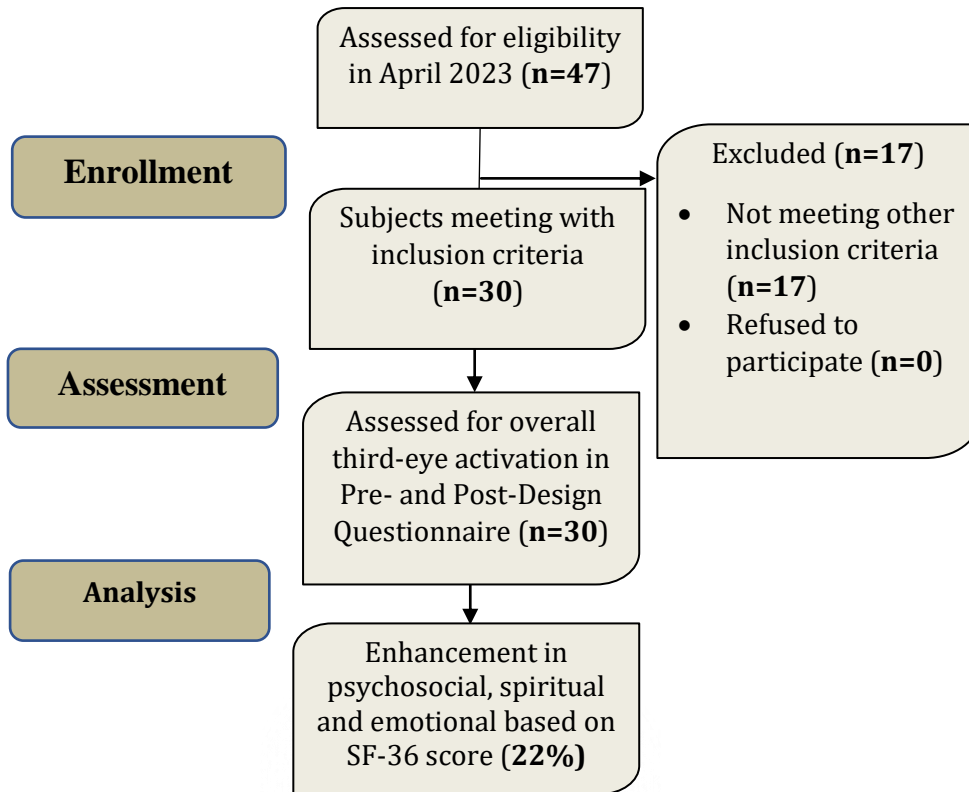 Assessed for eligibility
in April 2023 (n=47)
Enrollment
Excluded (n=17)
• Not meeting other
inclusion criteria
(n=17)
• Refused to
participate (n=0)
Subjects meeting with
inclusion criteria
(n=30)
Assessment
Assessed for overall
third-eye activation in
Pre- and Post-Design
Questionnaire (n=30)
Analysis
Enhancement in
psychosocial, spiritual
and emotional based on
SF-36 score (22%)